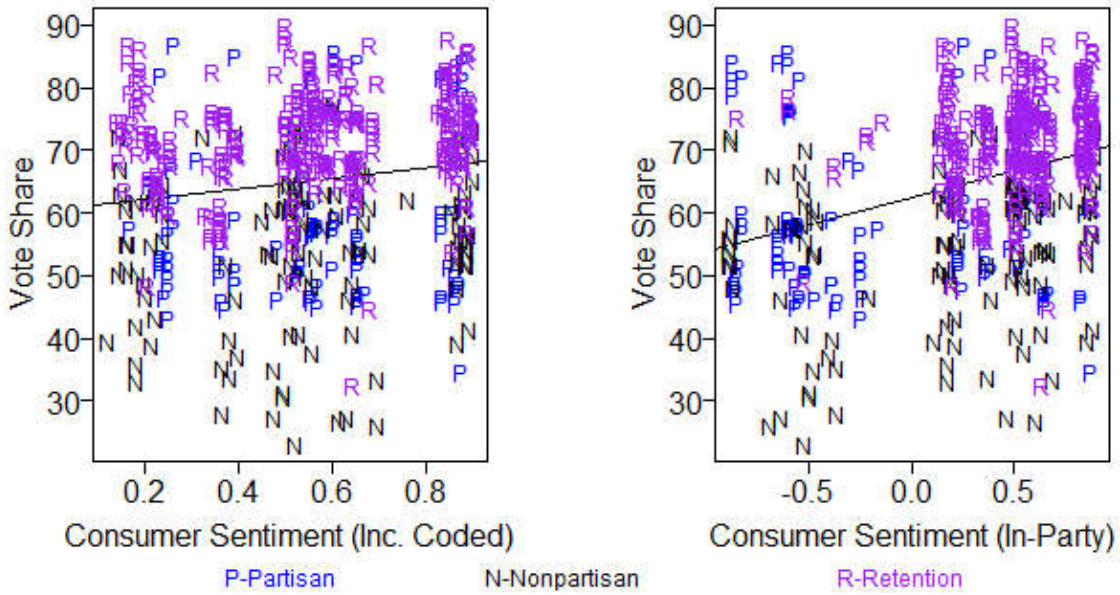 90 90
80 80
70 70
60 60
50 50
40 40
30 30
Vote Share Vote Share
0.2 0.4 0.6 0.8 -0.5 0.0 0.5
Consumer Sentiment (Inc. Coded) Consumer Sentiment (In-Party)
P-Partisan N-Nonpartisan R-Retention